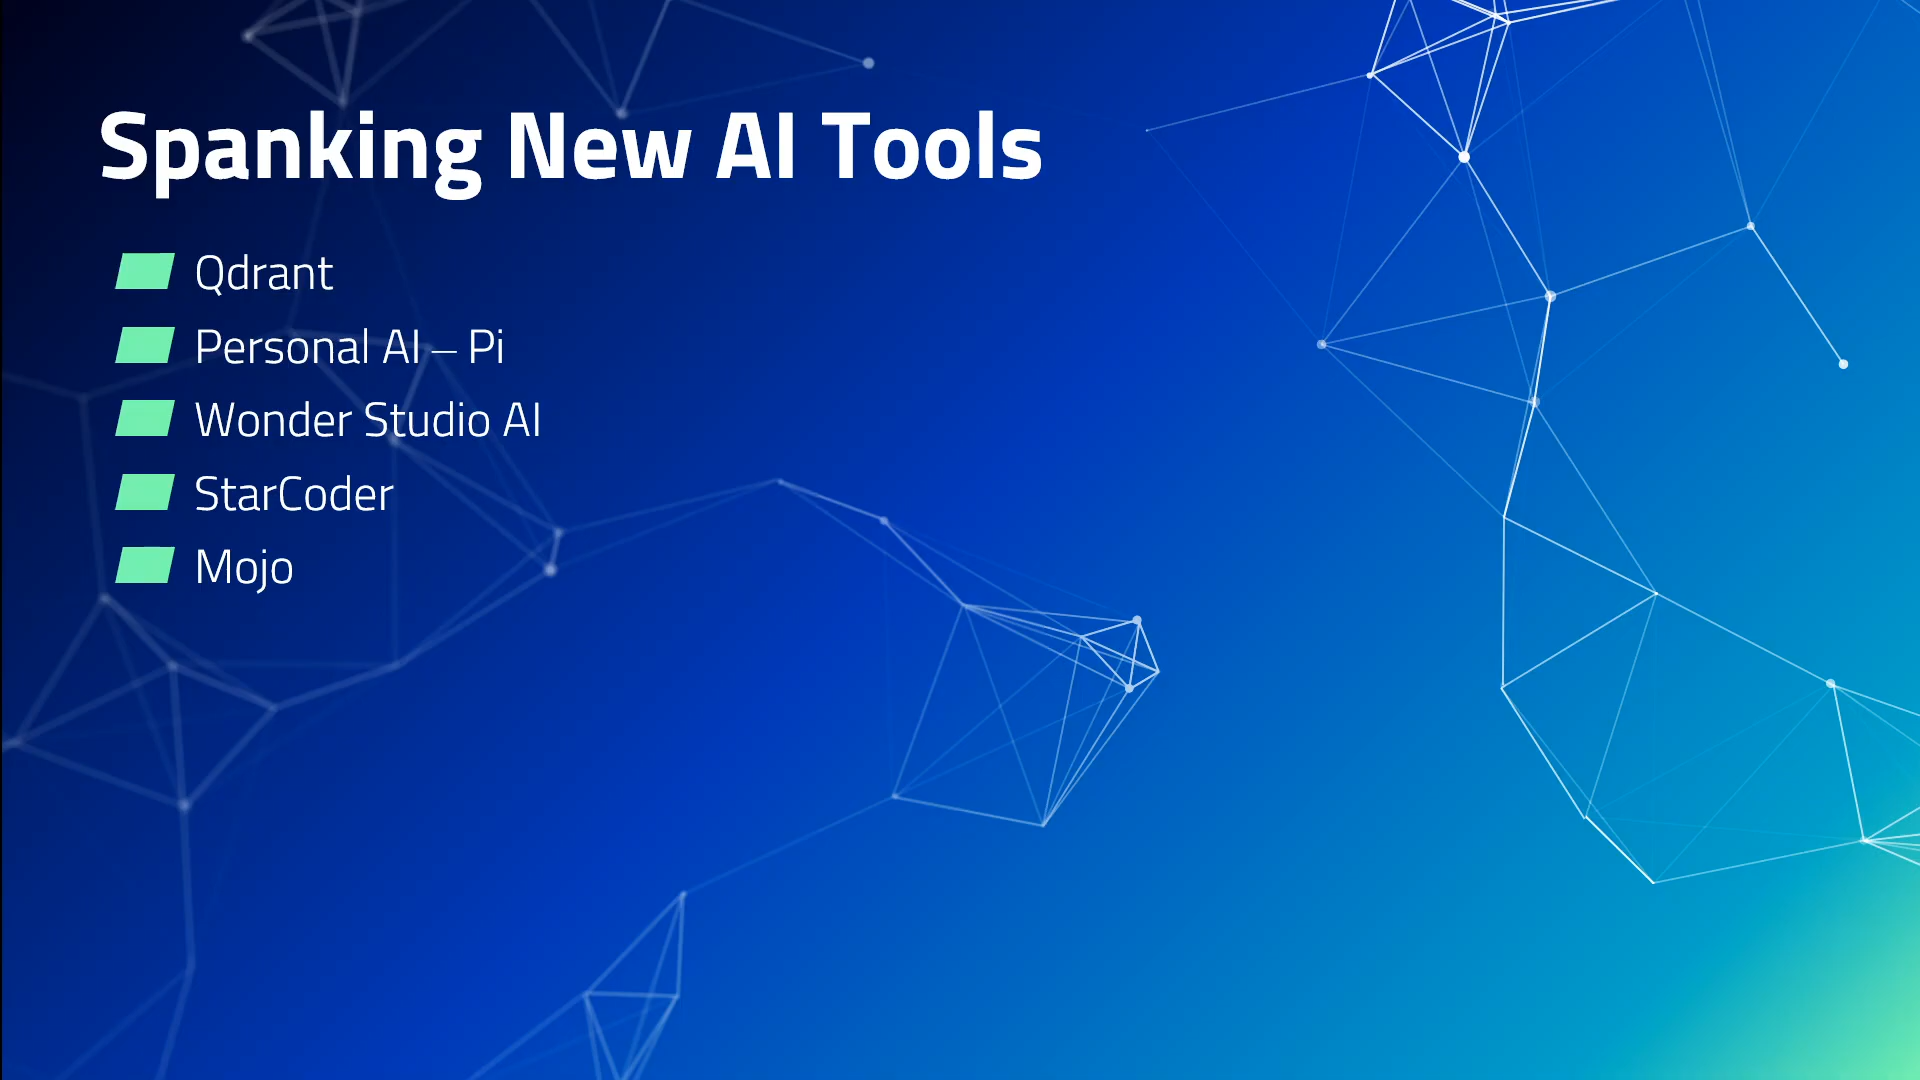 Spanking New AI Tools
Qdrant
Personal AI – Pi
Wonder Studio AI
StarCoder
Mojo